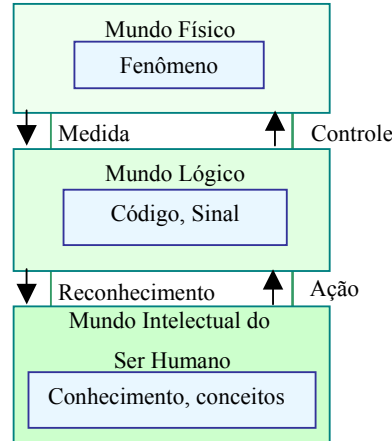 Mundo Físico
Fenômeno
Medida
Controle
Mundo Lógico
Código, Sinal
Reconhecimento
Ação
Mundo Intelectual do
Ser Humano
Conhecimento, conceitos